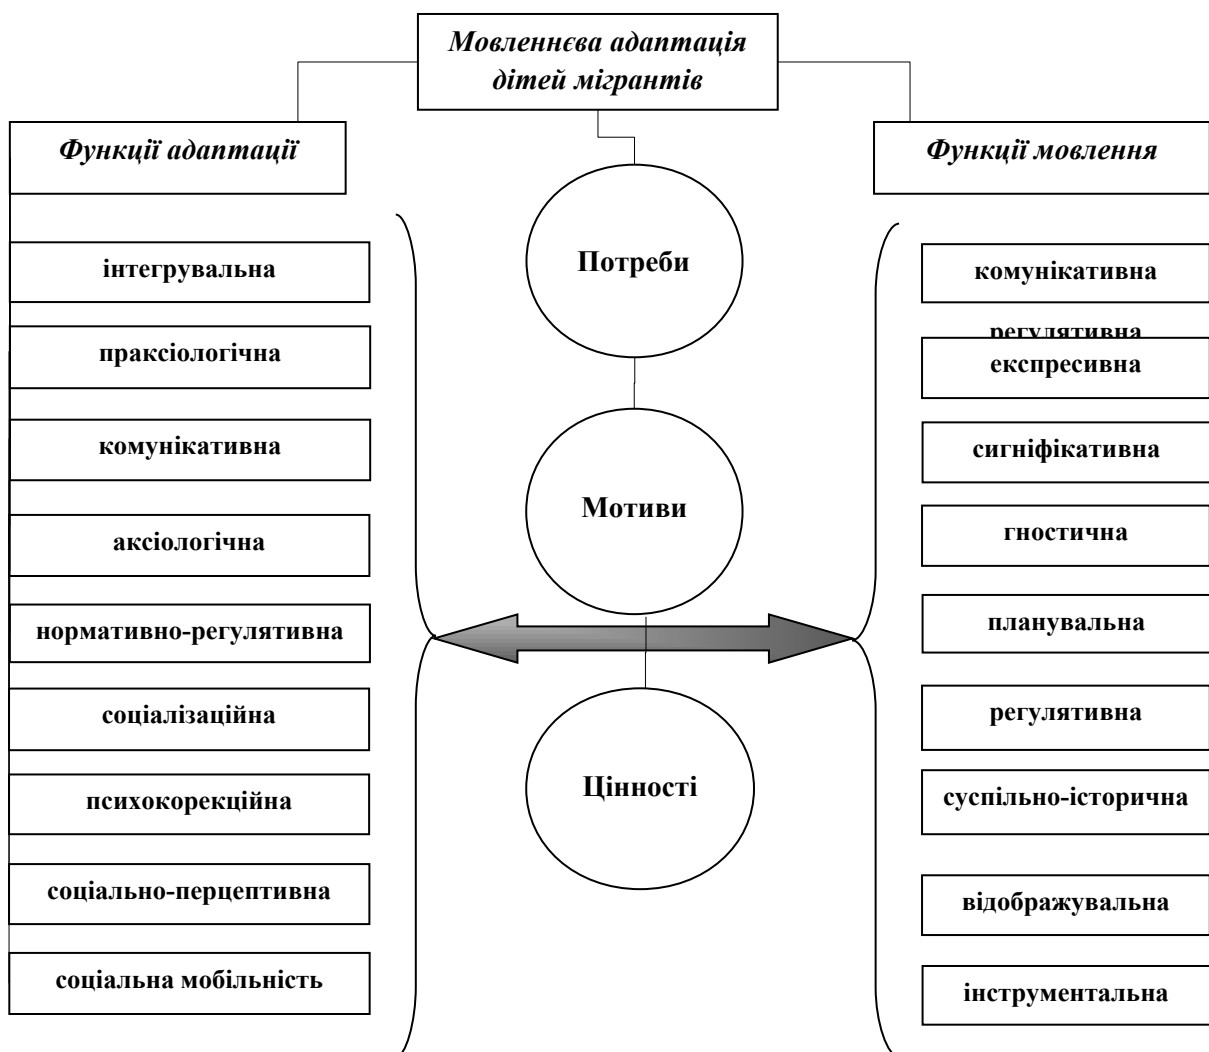 Мовленнєва адаптація
дітей мігрантів
Функції адаптації
інтегрувальна
праксіологічна
комунікативна
аксіологічна
нормативно-регулятивна
соціалізаційна
психокорекційна
соціально-перцептивна
соціальна мобільність
Потреби
Мотиви
Цінності
Функції мовлення
комунікативна
регулятивна
експресивна
сигніфікативна
гностична
планувальна
регулятивна
суспільно-історична
відображувальна
інструментальна